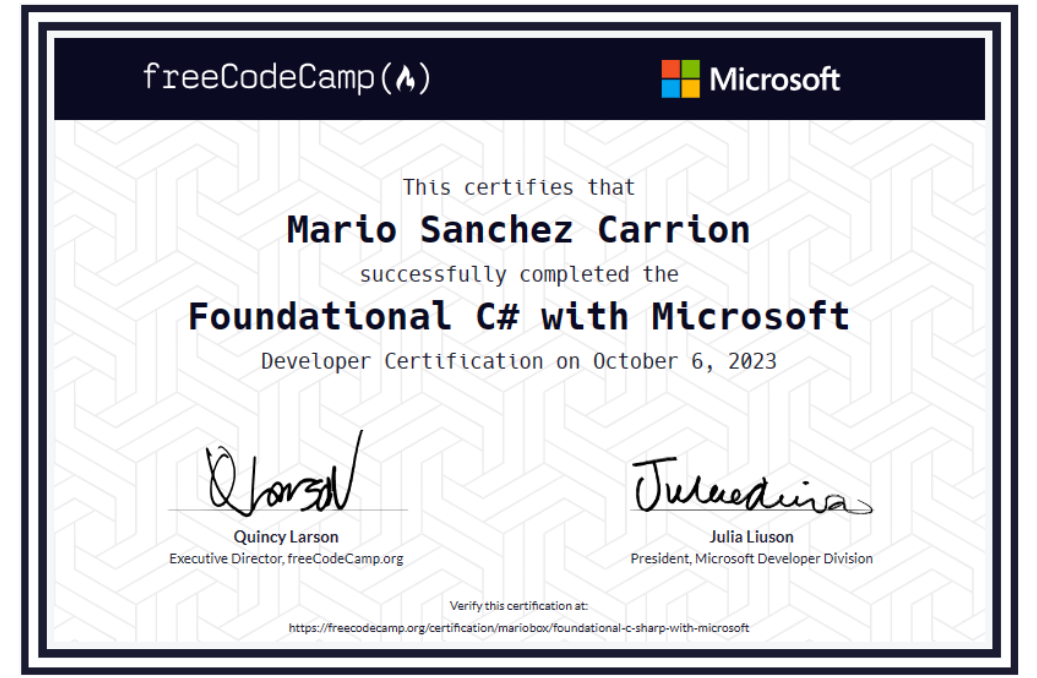 freeCodeCamp(🔥)
Microsoft
This certifies that
Mario Sanchez Carrion
successfully completed the
Foundational C# with Microsoft
Developer Certification on October 6, 2023
Quincy Larson
Executive Director, freeCodeCamp.org
Julia Liuson
President, Microsoft Developer Division
Verify this certification at:
https://freecodecamp.org/certification/mariobox/foundational-c-sharp-with-microsoft